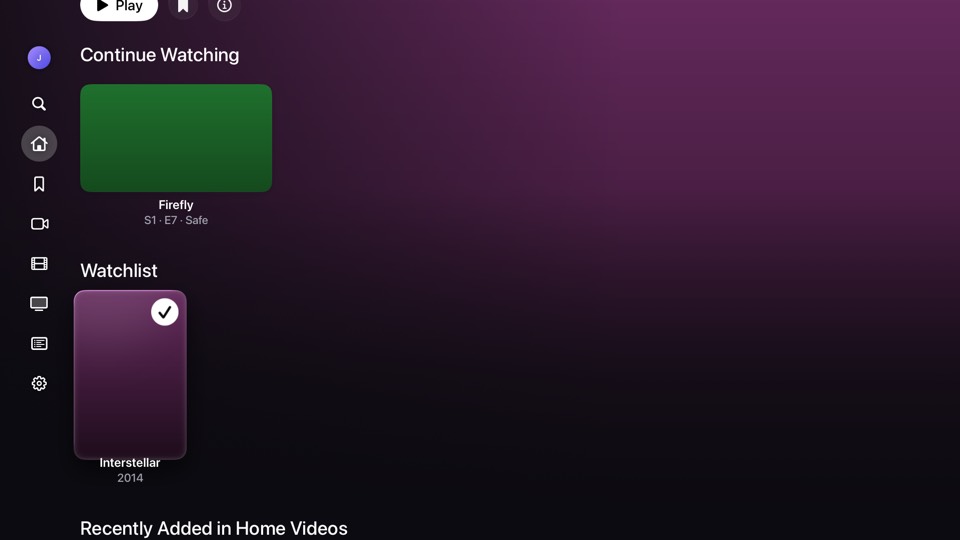 Play
Continue Watching
J
Firefly
S1 · E7 · Safe
Watchlist
Interstellar
2014
Recently Added in Home Videos